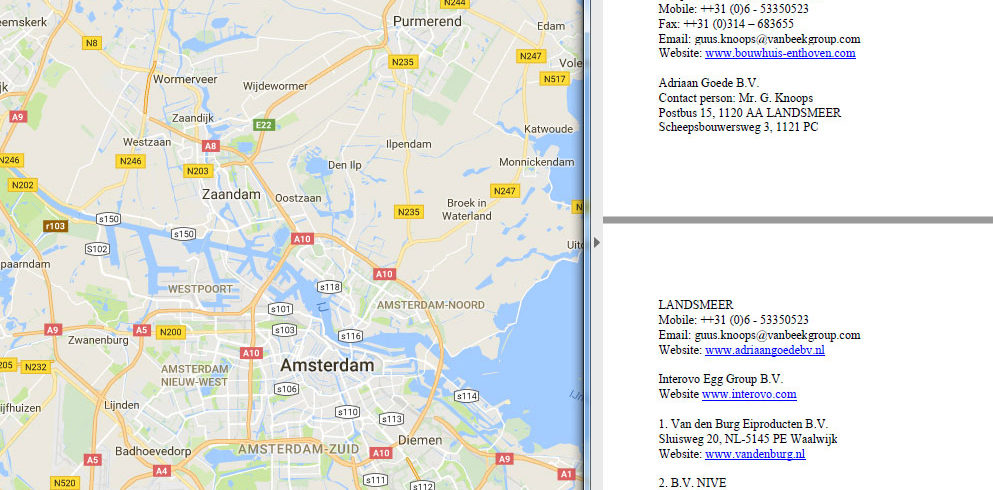 N244
Purmerend
Edam
eemskerk
N8
N235
N247
Vole
N517
Wormerveer
Wijdewormer
jk
A9
Zaandijk
E22
Katwoude
Westzaan
A8
Ilpendam
N246
N246
Den Ilp
Monnickendam
N203
N202
Zaandam
Oostzaan
N247
Broek in
Waterland
N235
N
s150
r103
s150
A10
S102
Uit
paarndam
A10
s118
WESTPOORT
AMSTERDAM-NOORD
IJ
s101
A9
A5
N200
s103
s116
Zwanenburg
A10
205
N232
AMSTERDAM
NIEUW-WEST
Amsterdam
s106
s114
IJm
ijfhuizen
Lijnden
s110
s113
Diemen
Badhoevedorp
AMSTERDAM-ZUID
A10
A5
A4
A9
A1
N520
s111
s112
Mobile: ++31 (0)6 - 53350523
Fax: ++31 (0)314 – 683655
Email: guus.knoops@vanbeekgroup.com
Website: www.bouwhuis-enthoven.com
Adriaan Goede B.V.
Contact person: Mr. G. Knoops
Postbus 15, 1120 AA LANDSMEER
Scheepsbouwersweg 3, 1121 PC
LANDSMEER
Mobile: ++31 (0)6 - 53350523
Email: guus.knoops@vanbeekgroup.com
Website: www.adriaangoedebv.nl
Interovo Egg Group B.V.
Website www.interovo.com
1. Van den Burg Eiproducten B.V.
Sluisweg 20, NL-5145 PE Waalwijk
Website: www.vandenburg.nl
2. B.V. NIVE